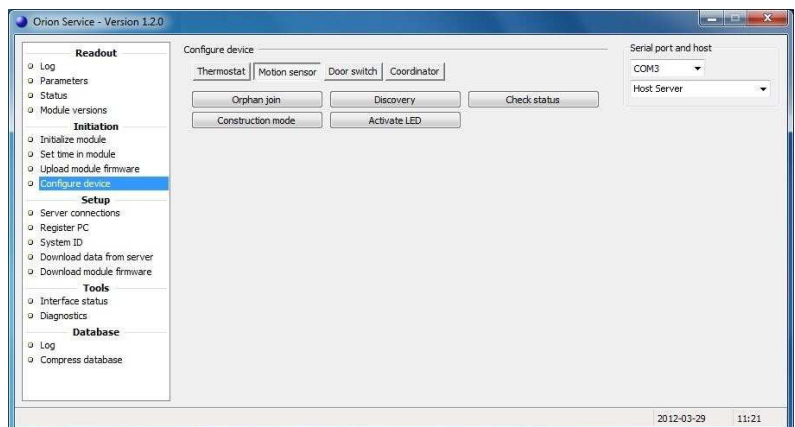 Orion Service - Version 1.2.0
Readout
Log
Parameters
Status
Module versions
Initiation
Initialize module
Set time in module
Upload module firmware
Configure device
Setup
Server connections
Register PC
System ID
Download data from server
Download module firmware
Tools
Interface status
Diagnostics
Database
Log
Compress database
Configure device
Thermostat Motion sensor Door switch Coordinator
Orphan join Discovery Check status
Construction mode Activate LED
Serial port and host
COM3
Host Server
2012-03-29 11:21